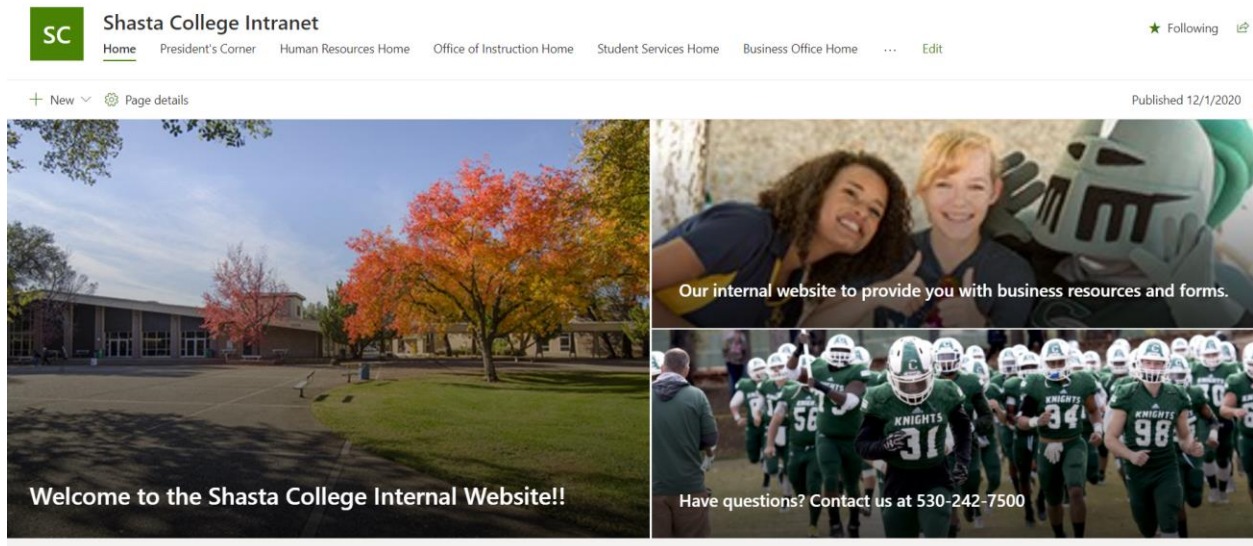 SC
Shasta College Intranet
Home President's Corner Human Resources Home Office of Instruction Home Student Services Home Business Office Home ... Edit
★ Following
+ New Page details
Published 12/1/2020
Welcome to the Shasta College Internal Website!!
Our internal website to provide you with business resources and forms.
C
KNIGHTS KNIGHTS KNIGHTS
56 31 34 98
Have questions? Contact us at 530-242-7500